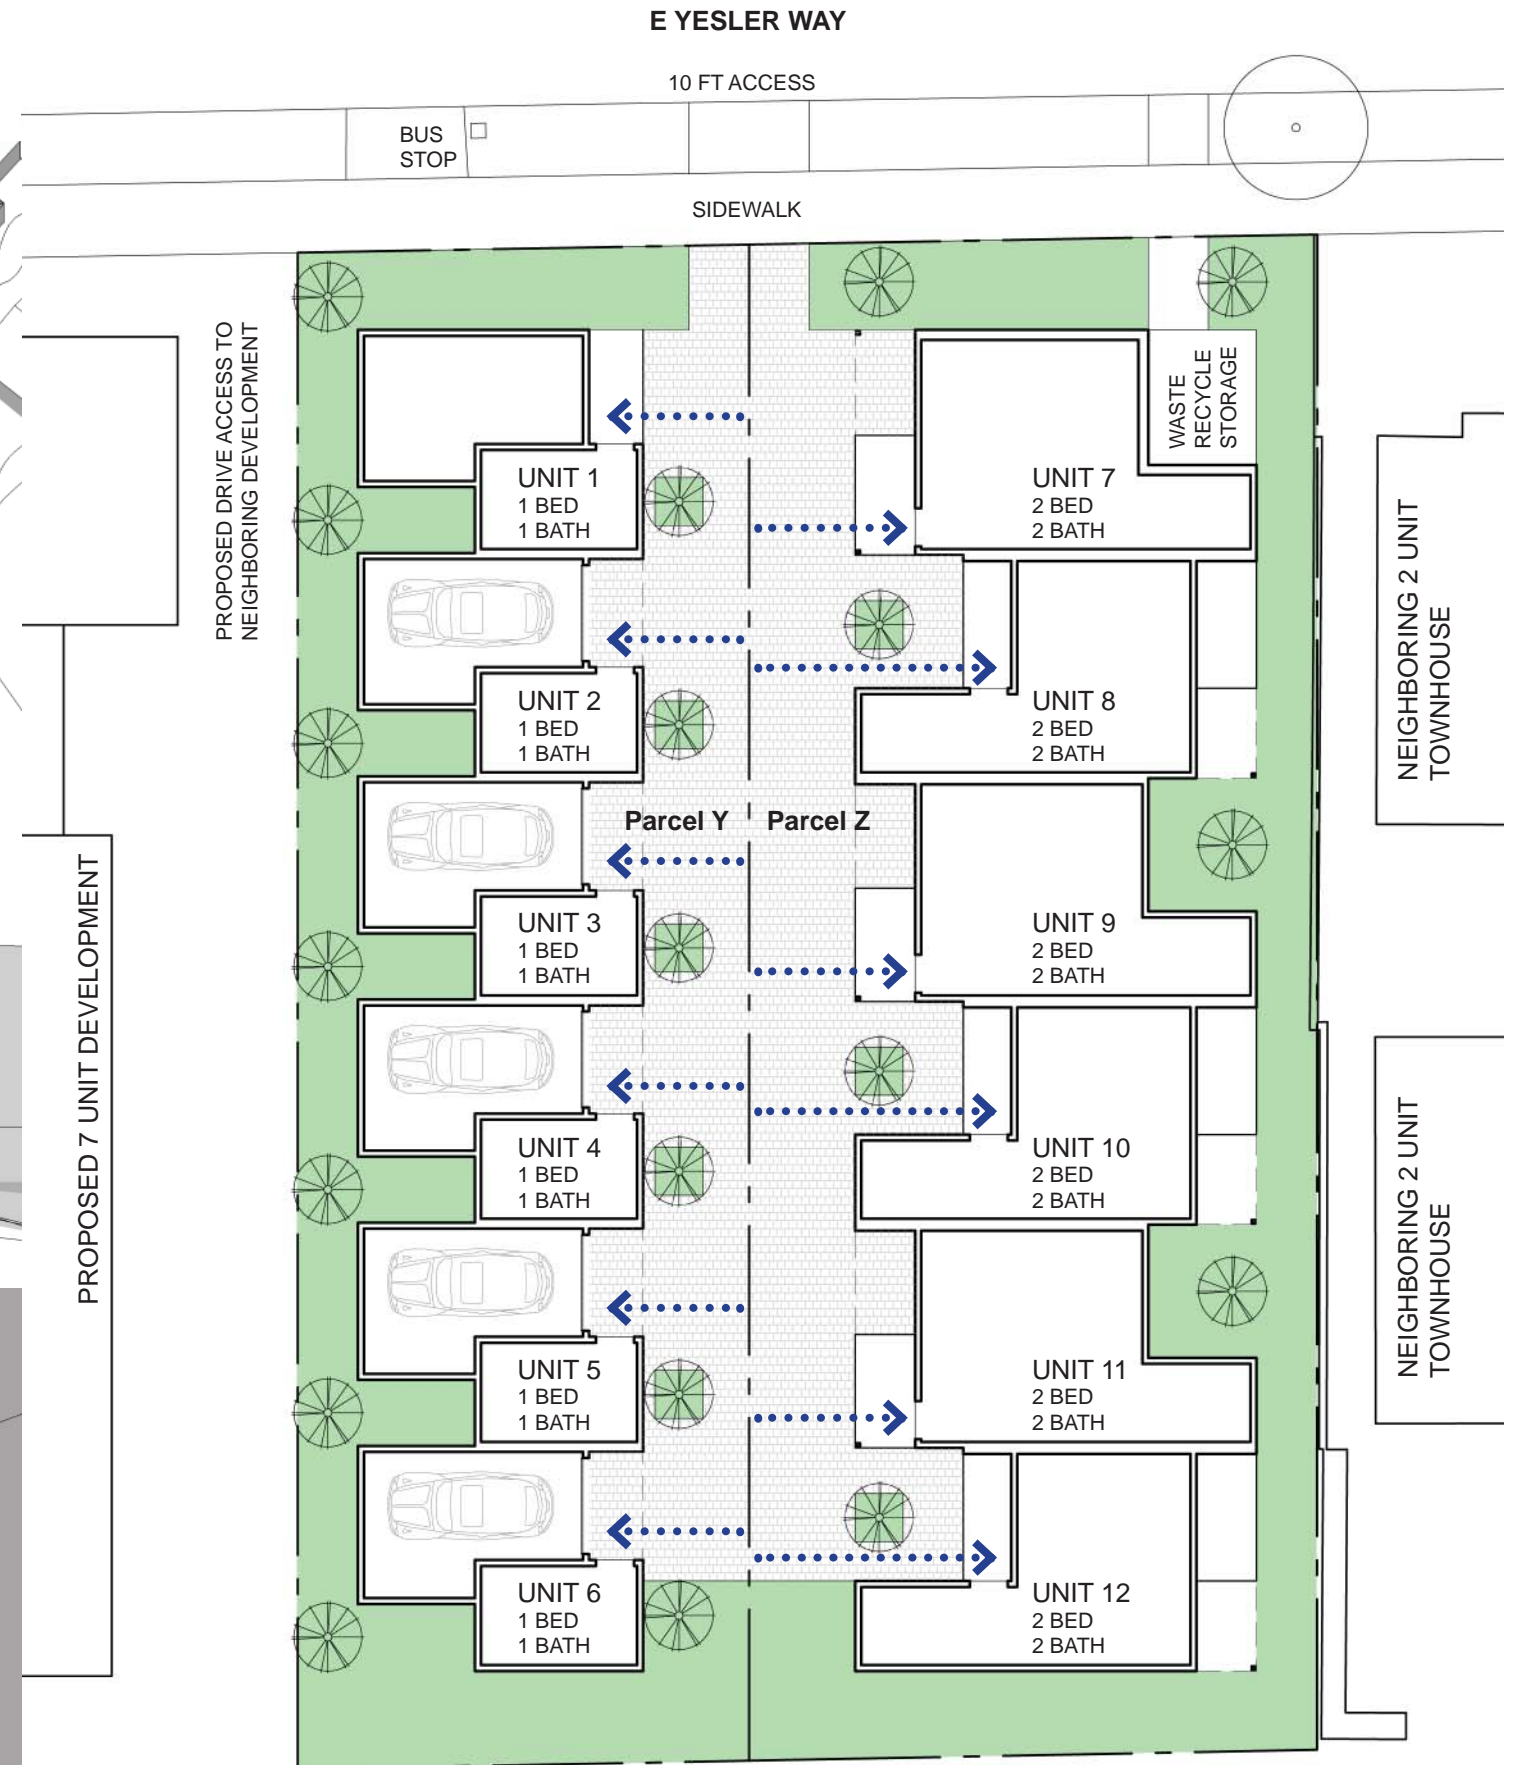 E YESLER WAY
10 FT ACCESS
BUS
STOP
SIDEWALK
PROPOSED DRIVE ACCESS TO
NEIGHBORING DEVELOPMENT
WASTE
RECYCLE
STORAGE
UNIT 1
1 BED
1 BATH
UNIT 7
2 BED
2 BATH
NEIGHBORING 2 UNIT
TOWNHOUSE
UNIT 2
1 BED
1 BATH
UNIT 8
2 BED
2 BATH
Parcel Y
Parcel Z
PROPOSED 7 UNIT DEVELOPMENT
UNIT 3
1 BED
1 BATH
UNIT 9
2 BED
2 BATH
UNIT 4
1 BED
1 BATH
UNIT 10
2 BED
2 BATH
NEIGHBORING 2 UNIT
TOWNHOUSE
UNIT 5
1 BED
1 BATH
UNIT 11
2 BED
2 BATH
UNIT 6
1 BED
1 BATH
UNIT 12
2 BED
2 BATH